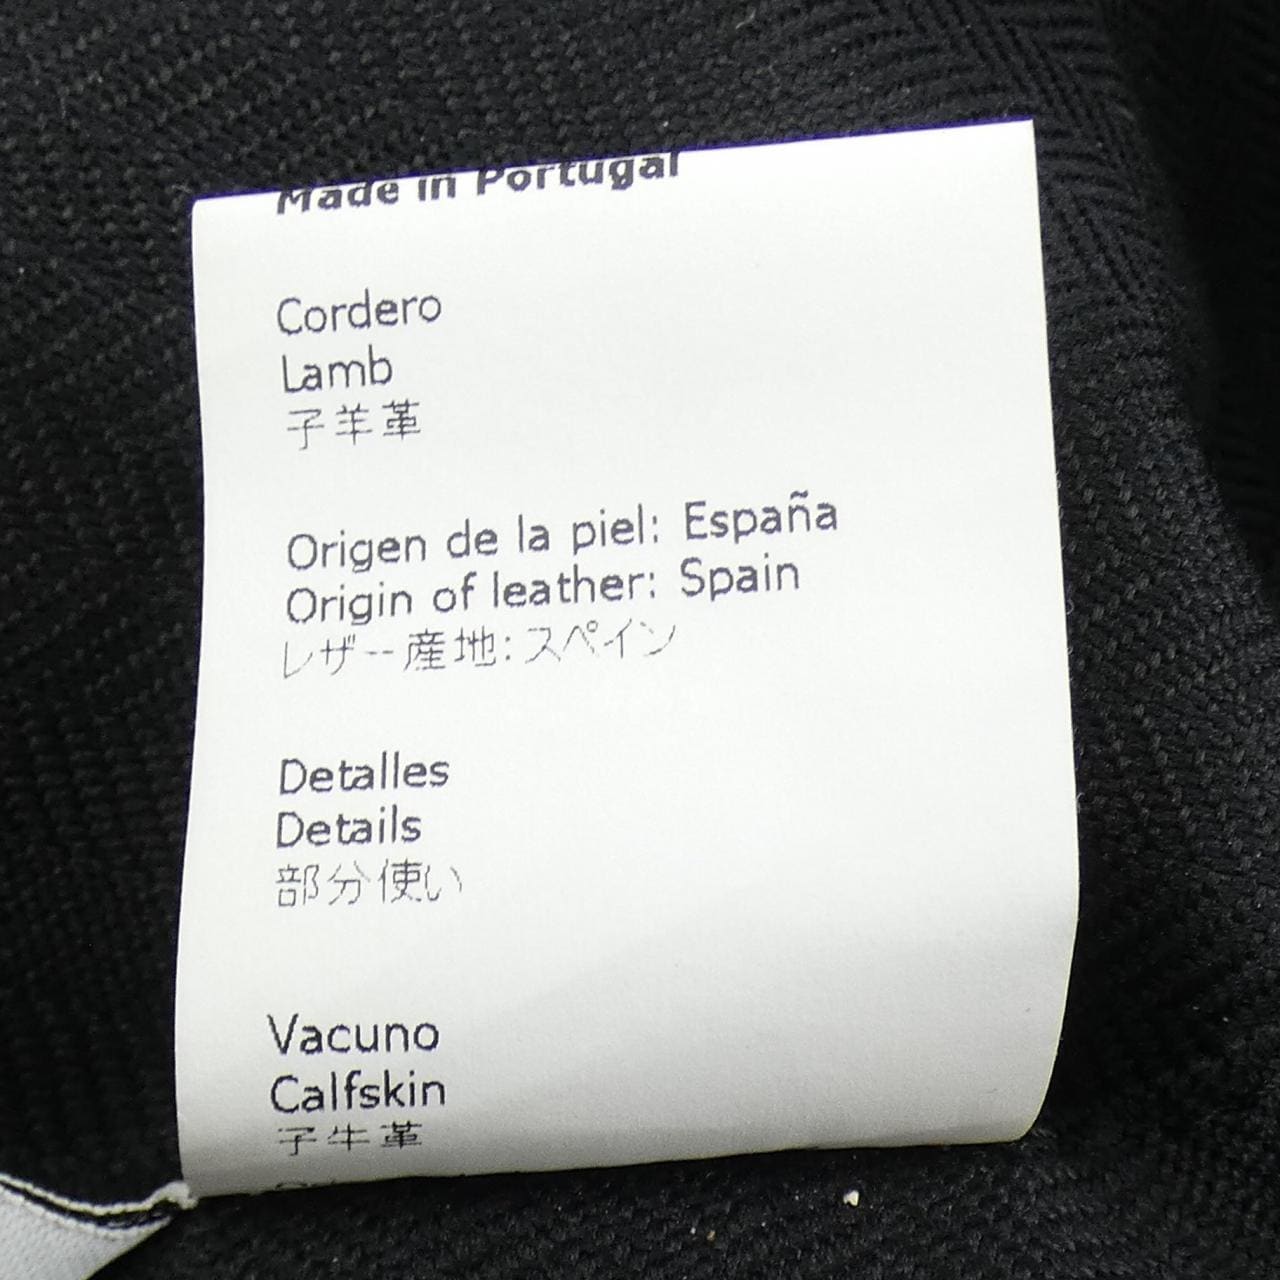 Made in Portugal
Cordero
Lamb
子羊革
Origen de la piel: España
Origin of leather: Spain
レザー産地:スペイン
Detalles
Details
部分使い
Vacuno
Calfskin
子牛革